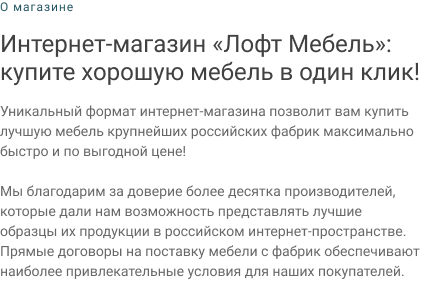 О магазине
Интернет-магазин «Лофт Мебель»:
купите хорошую мебель в один клик!
Уникальный формат интернет-магазина позволит вам купить
лучшую мебель крупнейших российских фабрик максимально
быстро и по выгодной цене!
Мы благодарим за доверие более десятка производителей,
которые дали нам возможность представлять лучшие
образцы их продукции в российском интернет-пространстве.
Прямые договоры на поставку мебели с фабрик обеспечивают
наиболее привлекательные условия для наших покупателей.